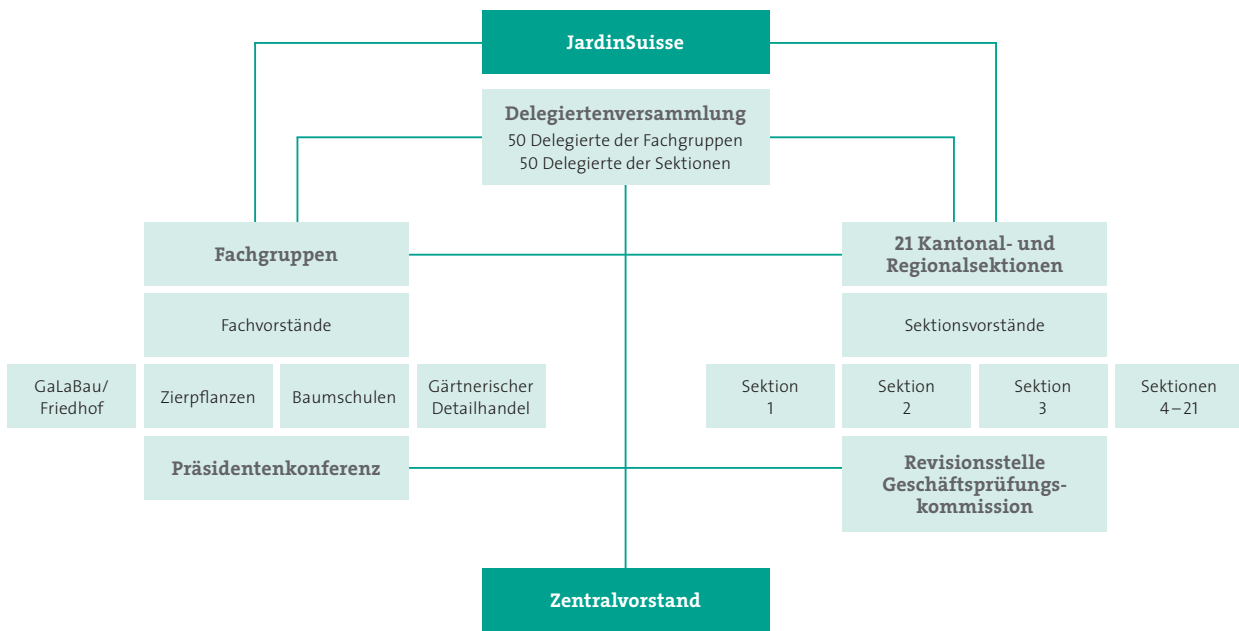 JardinSuisse
Delegiertenversammlung
50 Delegierte der Fachgruppen
50 Delegierte der Sektionen
Fachgruppen
21 Kantonal- und
Regionalsektionen
Fachvorstände
Sektionsvorstände
GaLaBau/
Friedhof
Zierpflanzen
Baumschulen
Gärtnerischer
Detailhandel
Sektion
1
Sektion
2
Sektion
3
Sektionen
4–21
Präsidentenkonferenz
Revisionsstelle
Geschäftsprüfungs-
kommission
Zentralvorstand